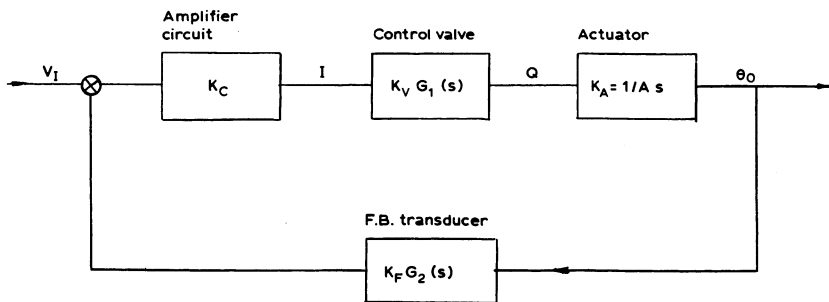 Amplifier
circuit
Control valve
Actuator
V_I
K_C
I
K_V G_1 (s)
Q
K_A = 1/A s
θ_O
F.B. transducer
K_F G_2 (s)